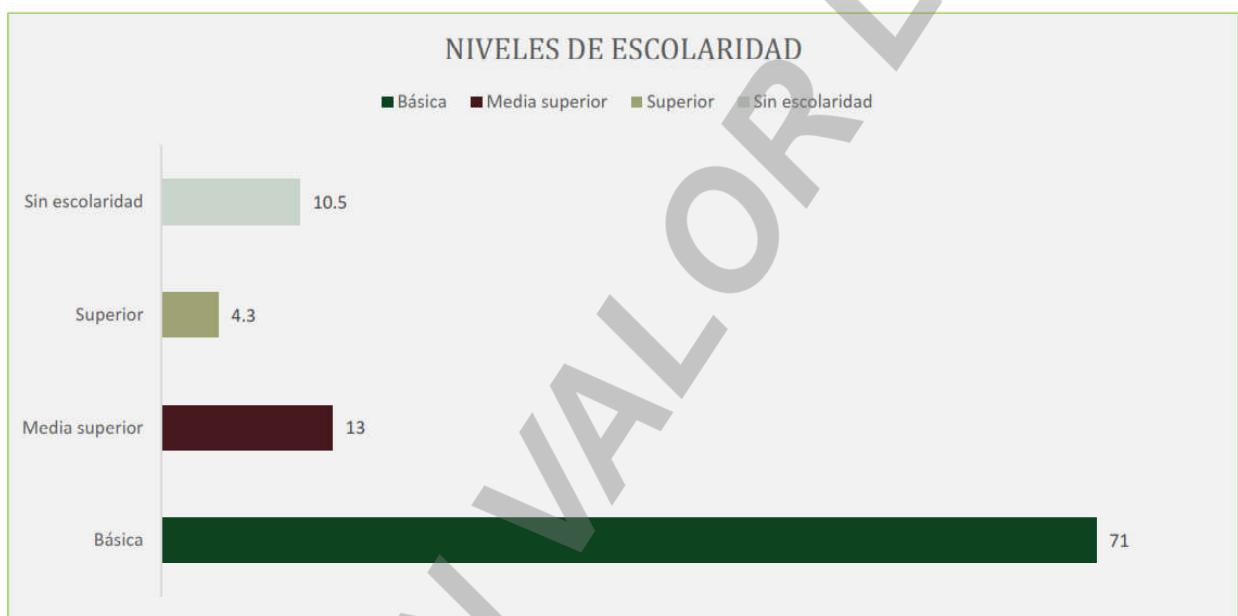 NIVELES DE ESCOLARIDAD
Básica Media superior Superior Sin escolaridad
Sin escolaridad 10.5
Superior 4.3
Media superior 13
Básica 71
VALOR